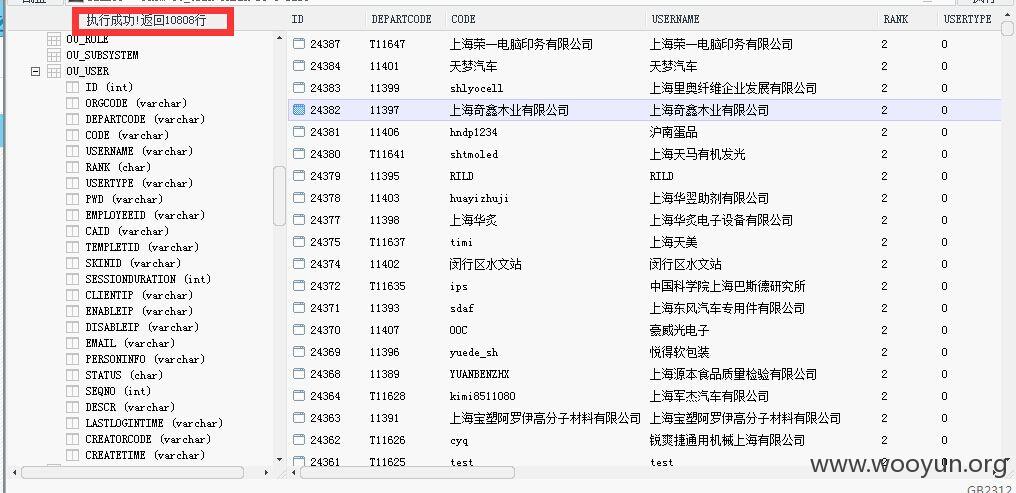 执行成功!返回10808行
ID DEPARTCODE CODE USERNAME RANK USERTYPE
OU_ROLE
OU_SUBSYSTEM
OU_USER
ID (int)
ORGCODE (varchar)
DEPARTCODE (varchar)
CODE (varchar)
USERNAME (varchar)
RANK (char)
USERTYPE (varchar)
PWD (varchar)
EMPLOYEEID (varchar)
CAID (varchar)
TEMPLETID (varchar)
SKINID (varchar)
SESSIONDURATION (int)
CLIENTIP (varchar)
ENABLEIP (varchar)
DISABLEIP (varchar)
EMAIL (varchar)
PERSONINFO (varchar)
STATUS (char)
SEQNO (int)
DESCR (varchar)
LASTLOGINTIME (varchar)
CREATORCODE (varchar)
CREATETIME (varchar)
24387 T11647 上海荣一电脑印务有限公司 上海荣一电脑印务有限公司 2 0
24384 11401 天梦汽车 天梦汽车 2 0
24383 11399 shlyocell 上海里奥纤维企业发展有限公司 2 0
24382 11397 上海奇鑫木业有限公司 上海奇鑫木业有限公司 2 0
24381 11406 hndp1234 沪南蛋品 2 0
24380 T11641 shtmoled 上海天马有机发光 2 0
24379 11395 RILD RILD 2 0
24378 11403 huayizhuji 上海华翌助剂有限公司 2 0
24377 11398 上海华炙 上海华炙电子设备有限公司 2 0
24375 T11637 timi 上海天美 2 0
24374 11402 闵行区水文站 闵行区水文站 2 0
24372 T11635 ips 中国科学院上海巴斯德研究所 2 0
24371 11393 sdaf 上海东风汽车专用件有限公司 2 0
24370 11407 OOC 豪威光电子 2 0
24369 11396 yuede_sh 悦得软包装 2 0
24368 11389 YUANBENZHX 上海源本食品质量检验有限公司 2 0
24364 T11628 kimi8511080 上海军杰汽车有限公司 2 0
24363 11391 上海宝塑阿罗伊高分子材料有限公司 上海宝塑阿罗伊高分子材料有限公司 2 0
24362 T11626 cyq 锐爽捷通用机械上海有限公司 2 0
24361 T11625 test test 2 0
www.wooyun.org
GB2312